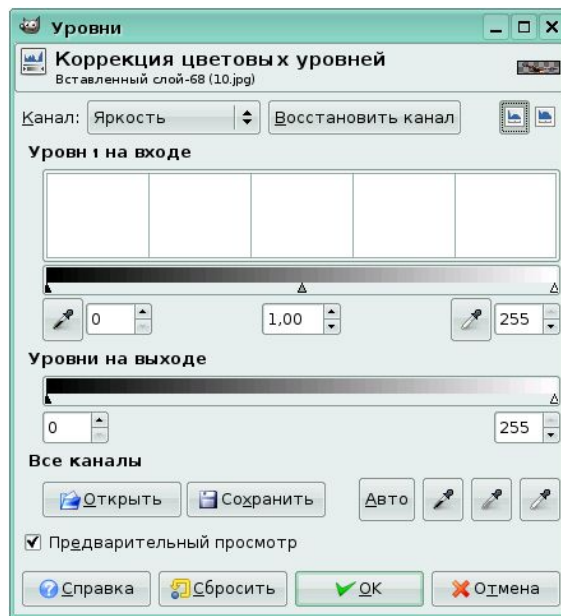 Уровни
Коррекция цветовых уровней
Вставленный слой-68 (10.jpg)
Канал: Яркость Восстановить канал
Уровн1 на входе
0 1,00 255
Уровни на выходе
0 255
Все каналы
Открыть Сохранить Авто
Предварительный просмотр
Справка Сбросить OK Отмена